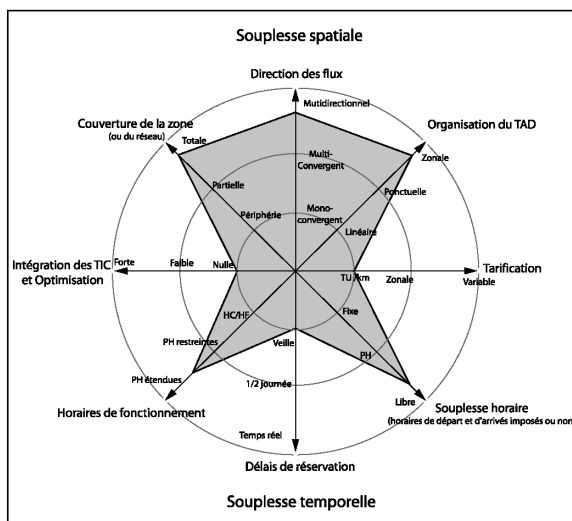 Souplesse spatiale
Direction des flux
Mutidirectionnel
Couverture de la zone
(ou du réseau)
Totale
Organisation du TAD
Zonale
Multi-
Convergent
Partielle
Ponctuelle
Périphérie
Mono-
convergent
Linéaire
Intégration des TIC
et Optimisation
Forte
Faible
Nulle
TU /km
Zonale
Variable
Tarification
HC/HF
Fixe
PH restreintes
Veille
PH
PH étendues
1/2 journée
Libre
Horaires de fonctionnement
Souplesse horaire
(horaires de départ et d'arrivés imposés ou non
Temps réel
Délais de réservation
Souplesse temporelle